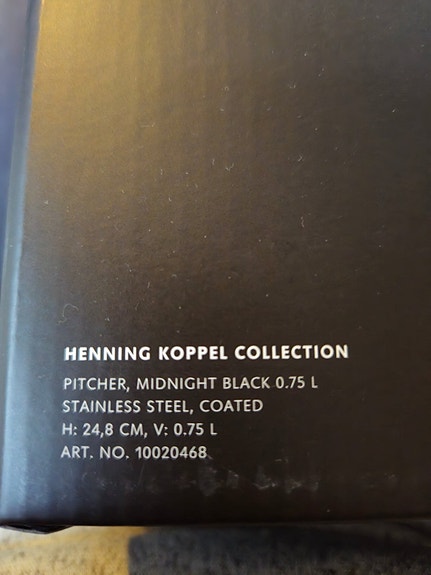 HENNING KOPPEL COLLECTION
PITCHER, MIDNIGHT BLACK 0.75 L
STAINLESS STEEL, COATED
H: 24,8 CM, V: 0.75 L
ART. NO. 10020468